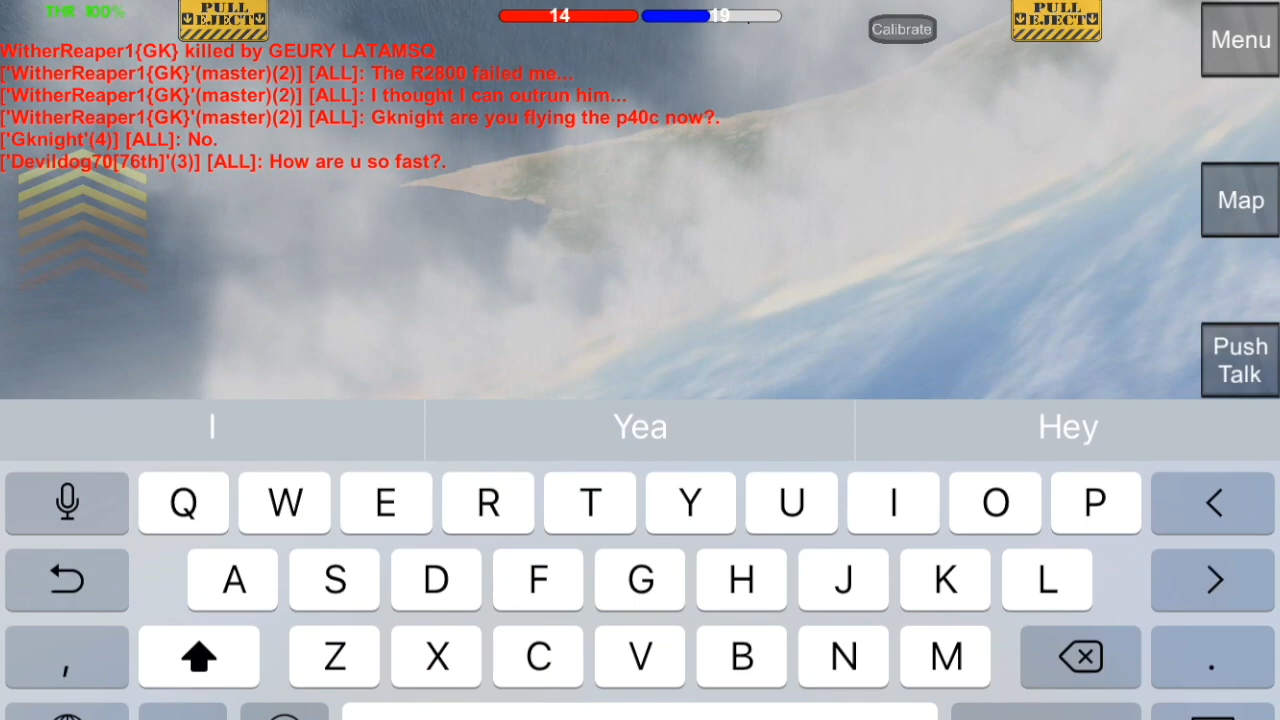 THR 100%
PULL
EJECT
14
19
Calibrate
PULL
EJECT
Menu
WitherReaper1{GK} killed by GEURY LATAMSQ
['WitherReaper1{GK}'(master)(2)] [ALL]: The R2800 failed me...
['WitherReaper1{GK}'(master)(2)] [ALL]: I thought I can outrun him...
['WitherReaper1{GK}'(master)(2)] [ALL]: Gknight are you flying the p40c now?.
['Gknight'(4)] [ALL]: No.
['Devildog70[76th]'(3)] [ALL]: How are u so fast?.
Map
Push
Talk
I Yea Hey
Q W E R T Y U I O P <
A S D F G H J K L >
, Z X C V B N M .